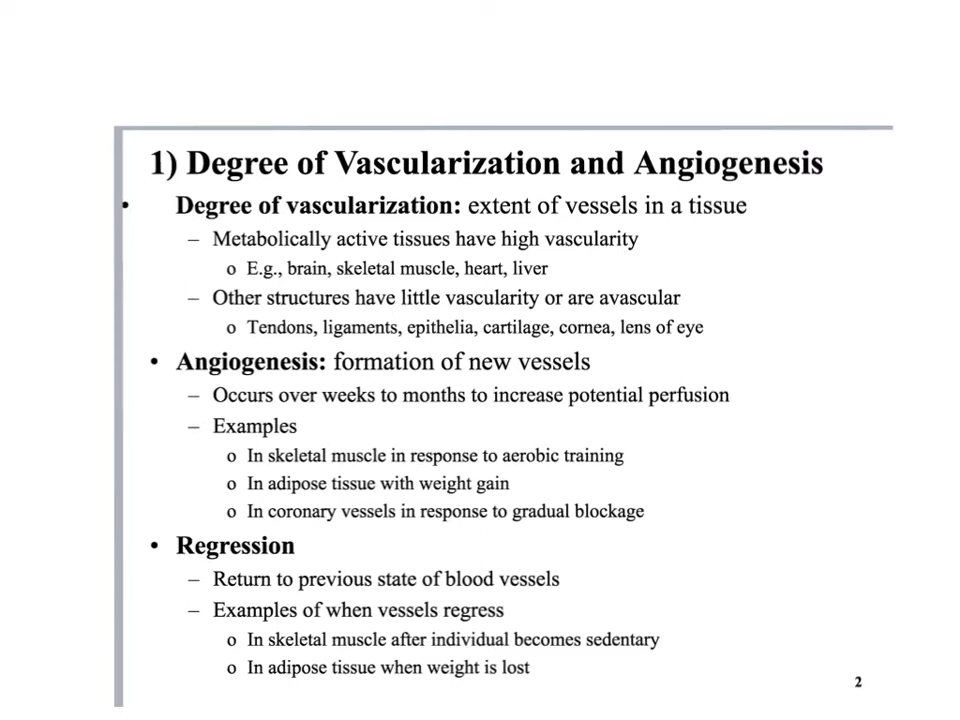 1) Degree of Vascularization and Angiogenesis
• Degree of vascularization: extent of vessels in a tissue
– Metabolically active tissues have high vascularity
o E.g., brain, skeletal muscle, heart, liver
– Other structures have little vascularity or are avascular
o Tendons, ligaments, epithelia, cartilage, cornea, lens of eye
• Angiogenesis: formation of new vessels
– Occurs over weeks to months to increase potential perfusion
– Examples
o In skeletal muscle in response to aerobic training
o In adipose tissue with weight gain
o In coronary vessels in response to gradual blockage
• Regression
– Return to previous state of blood vessels
– Examples of when vessels regress
o In skeletal muscle after individual becomes sedentary
o In adipose tissue when weight is lost
2